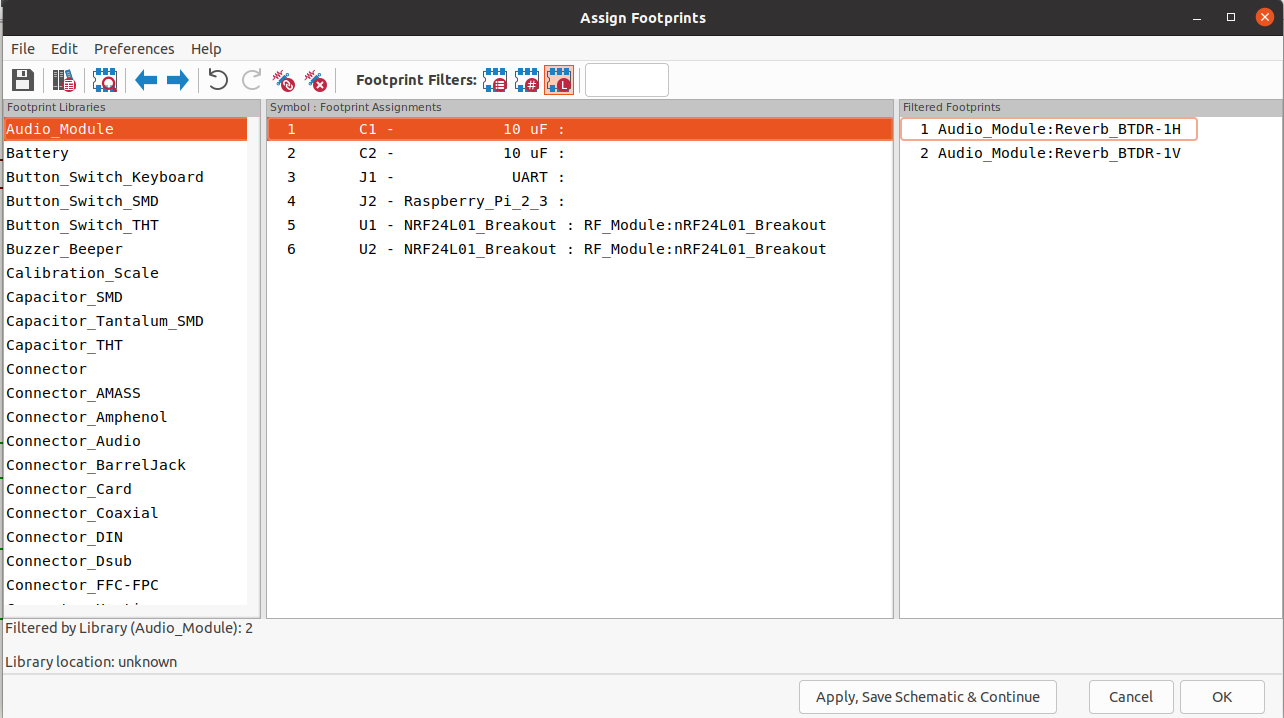 Assign Footprints
File Edit Preferences Help
Footprint Filters:
Footprint Libraries
Audio_Module
Battery
Button_Switch_Keyboard
Button_Switch_SMD
Button_Switch_THT
Buzzer_Beeper
Calibration_Scale
Capacitor_SMD
Capacitor_Tantalum_SMD
Capacitor_THT
Connector
Connector_AMASS
Connector_Amphenol
Connector_Audio
Connector_BarrelJack
Connector_Card
Connector_Coaxial
Connector_DIN
Connector_Dsub
Connector_FFC-FPC
Symbol : Footprint Assignments
1 C1 - 10 uF :
2 C2 - 10 uF :
3 J1 - UART :
4 J2 - Raspberry_Pi_2_3 :
5 U1 - NRF24L01_Breakout : RF_Module:nRF24L01_Breakout
6 U2 - NRF24L01_Breakout : RF_Module:nRF24L01_Breakout
Filtered Footprints
1 Audio_Module:Reverb_BTDR-1H
2 Audio_Module:Reverb_BTDR-1V
Filtered by Library (Audio_Module): 2
Library location: unknown
Apply, Save Schematic & Continue Cancel OK